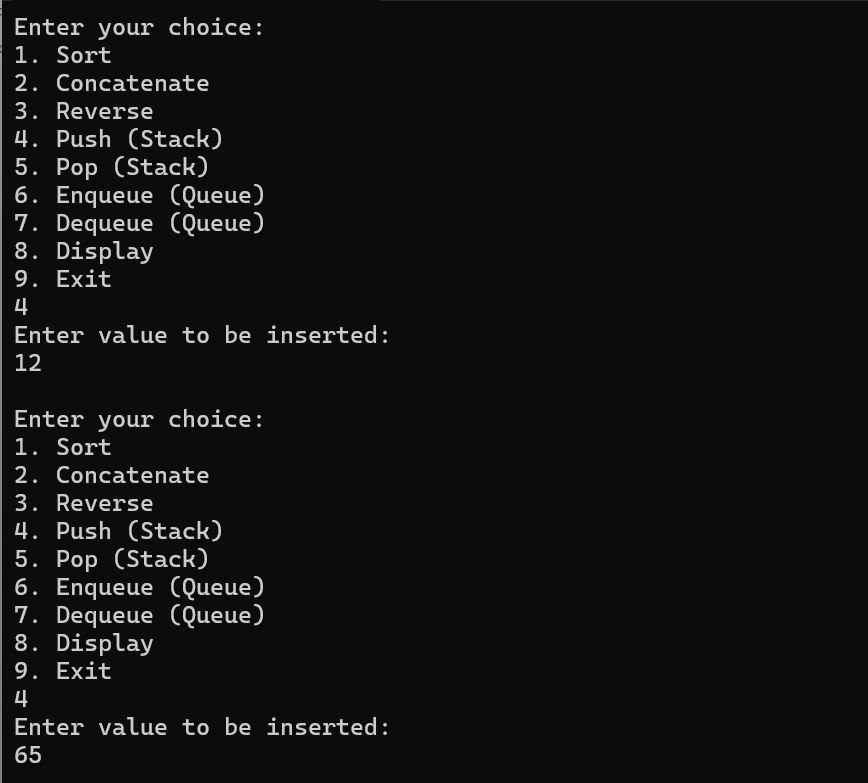 Enter your choice:
1. Sort
2. Concatenate
3. Reverse
4. Push (Stack)
5. Pop (Stack)
6. Enqueue (Queue)
7. Dequeue (Queue)
8. Display
9. Exit
4
Enter value to be inserted:
12
Enter your choice:
1. Sort
2. Concatenate
3. Reverse
4. Push (Stack)
5. Pop (Stack)
6. Enqueue (Queue)
7. Dequeue (Queue)
8. Display
9. Exit
4
Enter value to be inserted:
65